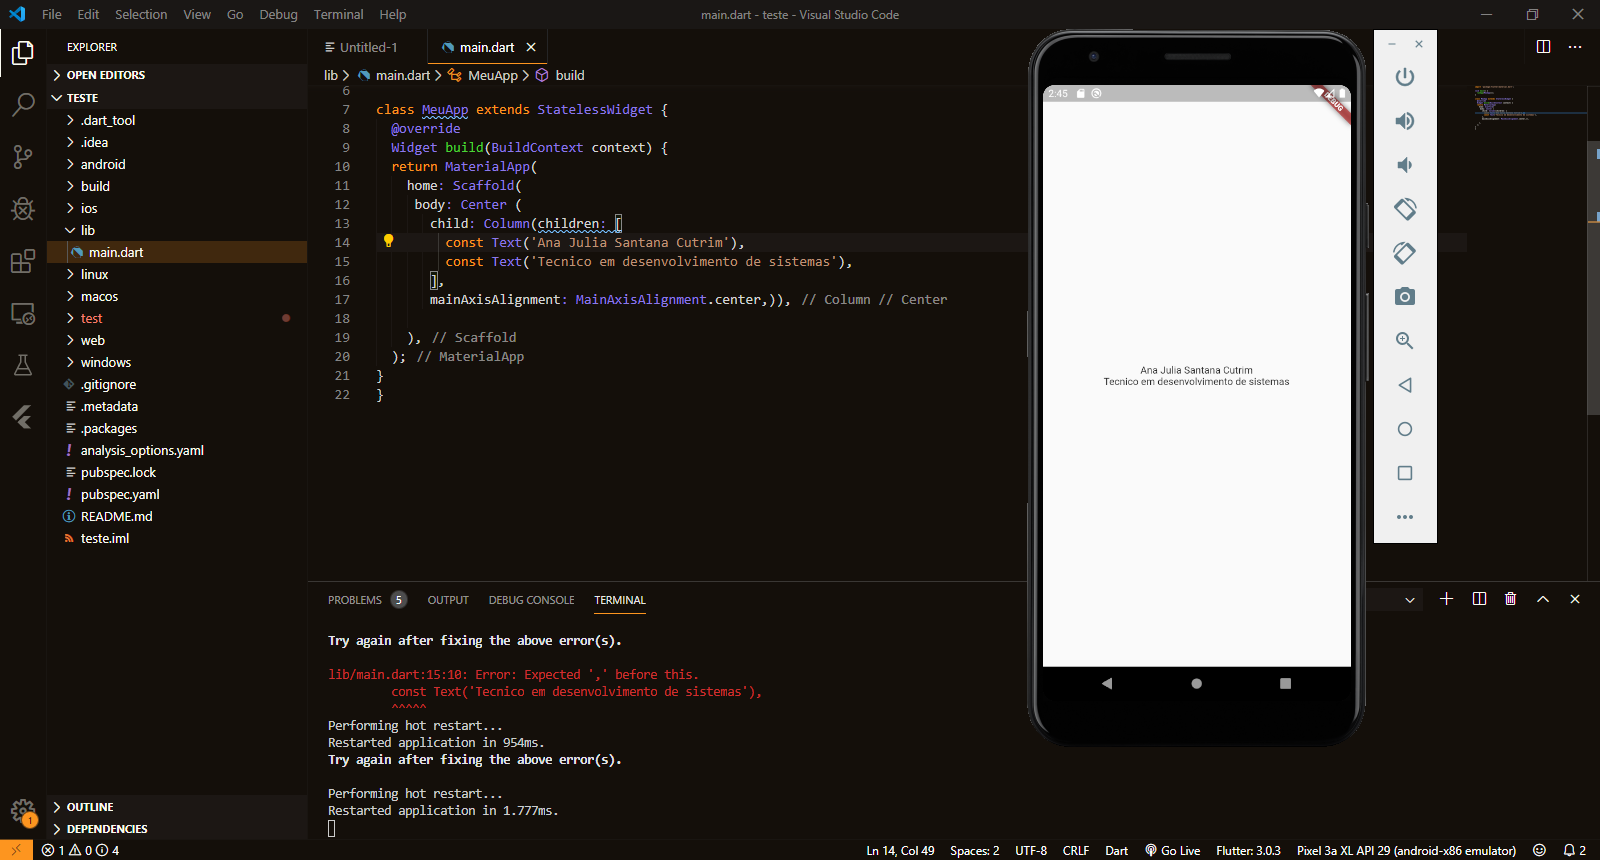 File Edit Selection View Go Debug Terminal Help
main.dart - teste - Visual Studio Code
EXPLORER
OPEN EDITORS
TESTE
.dart_tool
.idea
android
build
ios
lib
main.dart
linux
macos
test
web
windows
.gitignore
.metadata
.packages
analysis_options.yaml
pubspec.lock
pubspec.yaml
README.md
teste.iml
OUTLINE
DEPENDENCIES
Untitled-1
main.dart
lib > main.dart > MeuApp > build
6
7 class MeuApp extends StatelessWidget {
8 @override
9 Widget build(BuildContext context) {
10 return MaterialApp(
11 home: Scaffold(
12 body: Center (
13 child: Column(children: [
14 const Text('Ana Julia Santana Cutrim'),
15 const Text('Tecnico em desenvolvimento de sistemas'),
16 ],
17 mainAxisAlignment: MainAxisAlignment.center,)), // Column // Center
18
19 ), // Scaffold
20 ); // MaterialApp
21 }
22 }
2:45
DEBUG
Ana Julia Santana Cutrim
Tecnico em desenvolvimento de sistemas
PROBLEMS 5 OUTPUT DEBUG CONSOLE TERMINAL
Try again after fixing the above error(s).
lib/main.dart:15:10: Error: Expected ',' before this.
const Text('Tecnico em desenvolvimento de sistemas'),
^^^^^
Performing hot restart...
Restarted application in 954ms.
Try again after fixing the above error(s).
Performing hot restart...
Restarted application in 1.777ms.
1
1 0 4
Ln 14, Col 49 Spaces: 2 UTF-8 CRLF Dart Go Live Flutter: 3.0.3 Pixel 3a XL API 29 (android-x86 emulator) 2